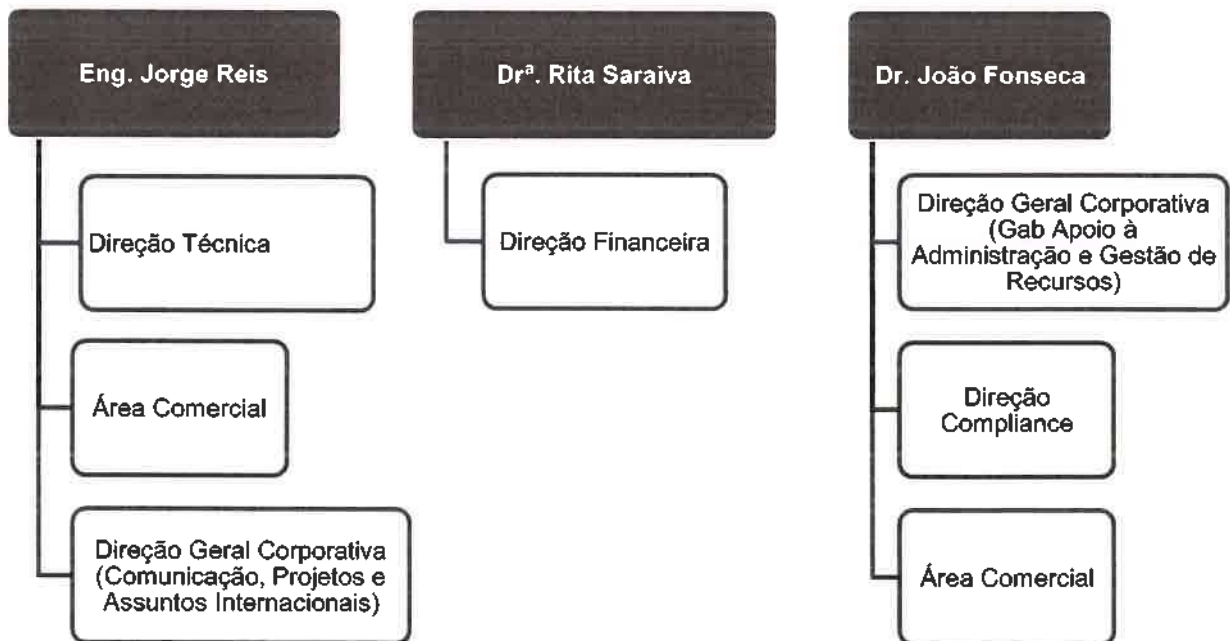 Eng. Jorge Reis
Direção Técnica
Área Comercial
Direção Geral Corporativa
(Comunicação, Projetos e
Assuntos Internacionais)
Drª. Rita Saraiva
Direção Financeira
Dr. João Fonseca
Direção Geral Corporativa
(Gab Apoio à
Administração e Gestão de
Recursos)
Direção
Compliance
Área Comercial